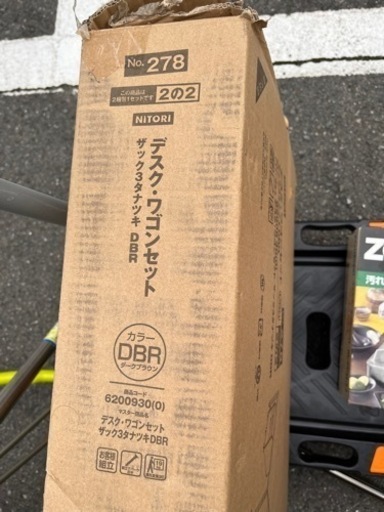 No. 278
この商品は
2梱包1セットです
2の2
NITORI
デスク・ワゴンセット
ザック3タナツキ DBR
カラー
DBR
ダークブラウン
商品コード
6200930(0)
マスター商品名
デスク・ワゴンセット
ザック3タナツキDBR
お客様
組立
汚れ